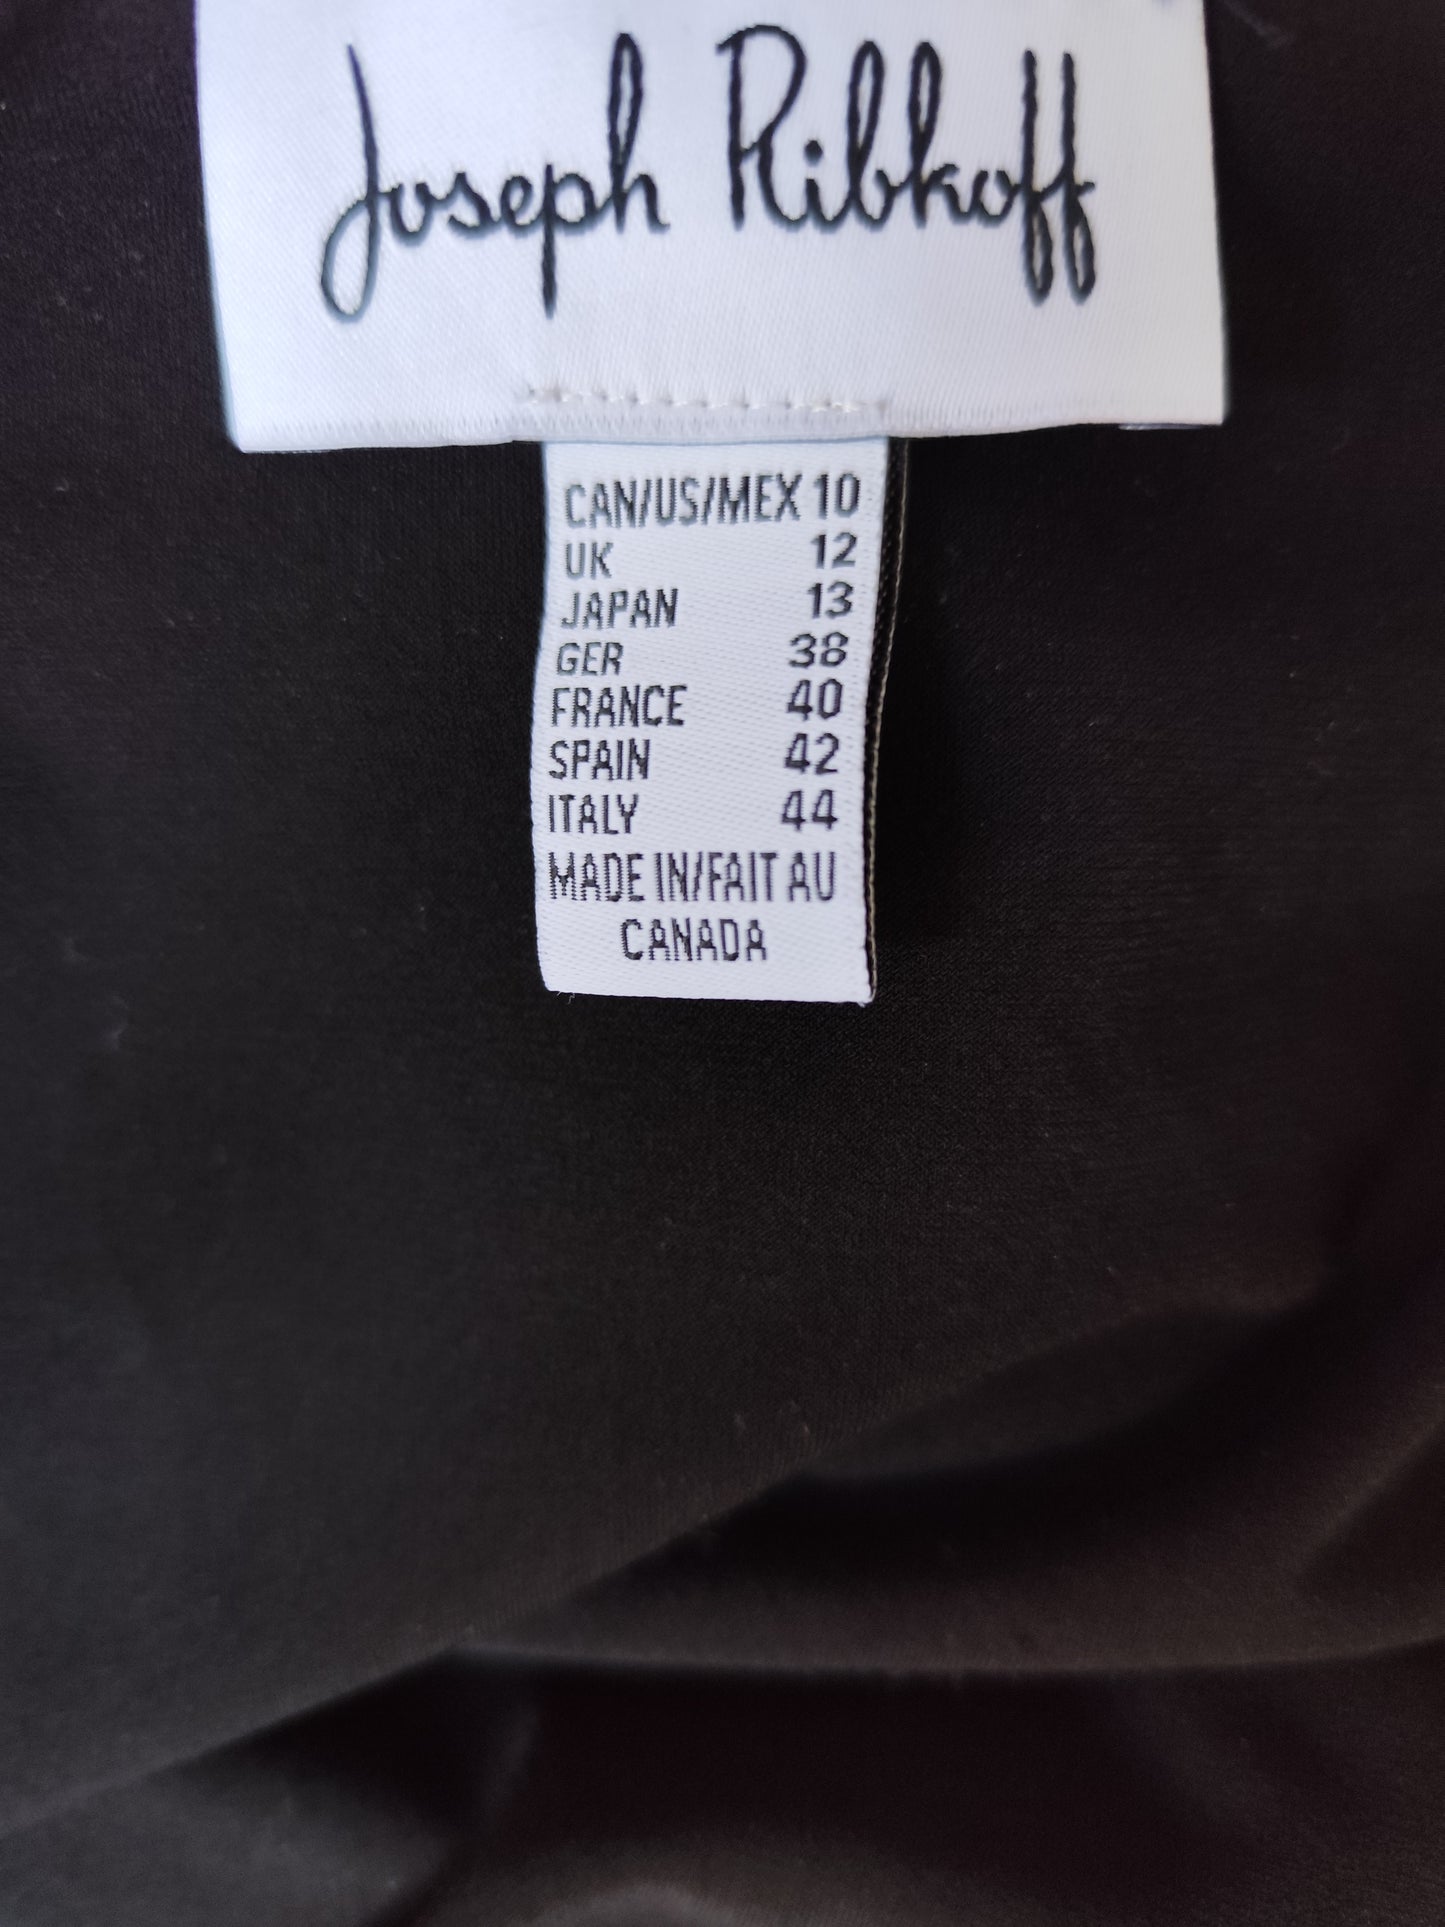 Joseph Ribkoff
CAN/US/MEX 10
UK 12
JAPAN 13
GER 38
FRANCE 40
SPAIN 42
ITALY 44
MADE IN/FAIT AU
CANADA